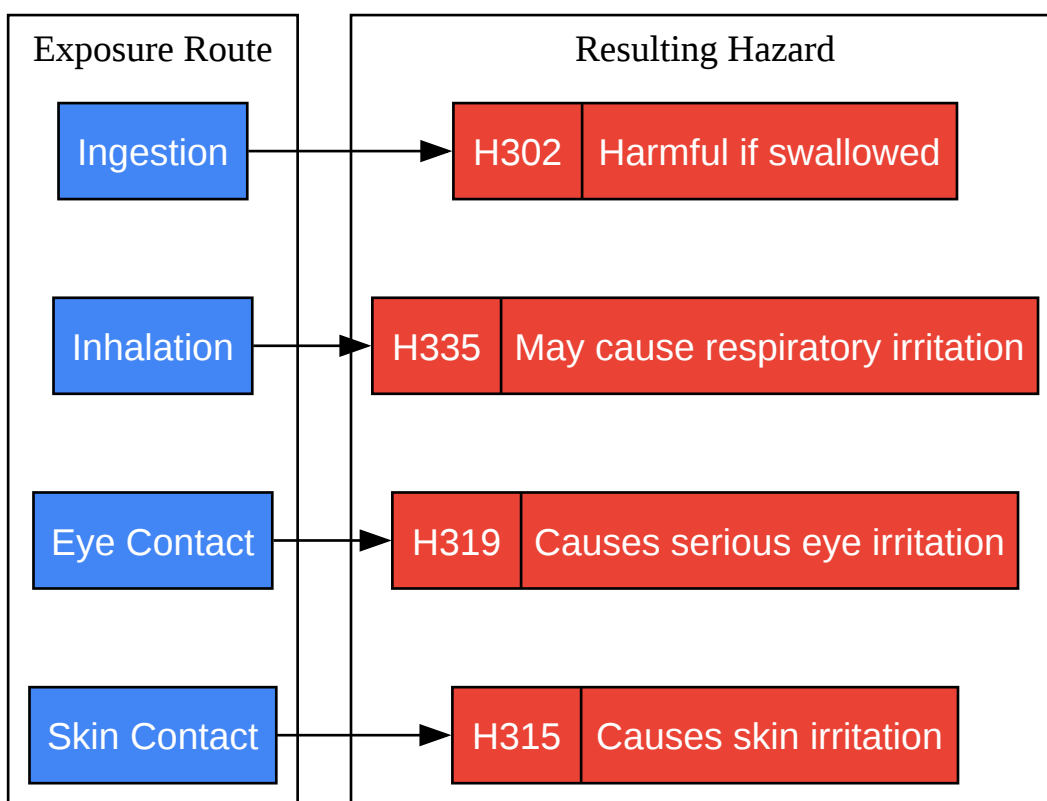 Exposure Route
Resulting Hazard
Ingestion
H302
Harmful if swallowed
Inhalation
H335
May cause respiratory irritation
Eye Contact
H319
Causes serious eye irritation
Skin Contact
H315
Causes skin irritation